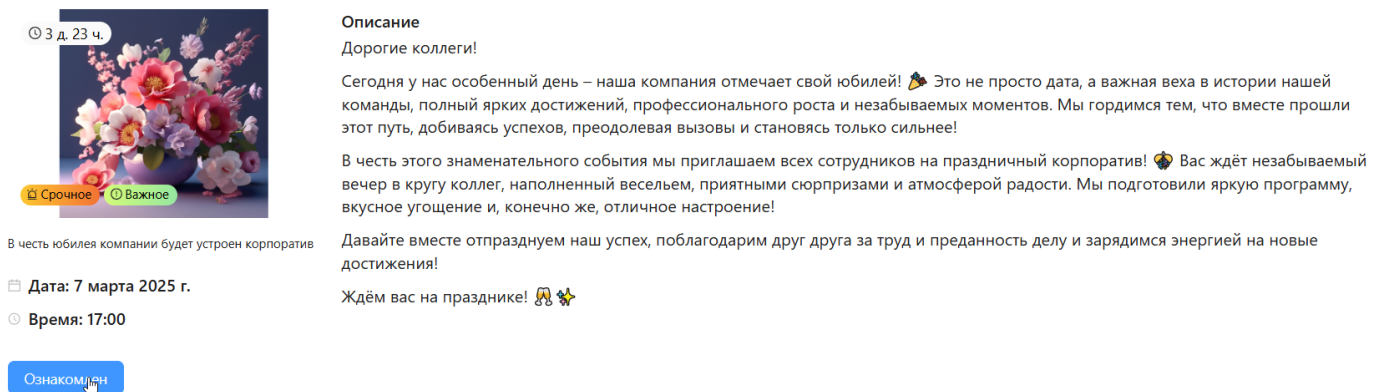 3 д. 23 ч.
Срочное
Важное
В честь юбилея компании будет устроен корпоратив
Дата: 7 марта 2025 г.
Время: 17:00
Ознакомлен
Описание
Дорогие коллеги!
Сегодня у нас особенный день – наша компания отмечает свой юбилей! 🎉 Это не просто дата, а важная веха в истории нашей
команды, полный ярких достижений, профессионального роста и незабываемых моментов. Мы гордимся тем, что вместе прошли
этот путь, добиваясь успехов, преодолевая вызовы и становясь только сильнее!
В честь этого знаменательного события мы приглашаем всех сотрудников на праздничный корпоратив! Вас ждёт незабываемый
вечер в кругу коллег, наполненный весельем, приятными сюрпризами и атмосферой радости. Мы подготовили яркую программу,
вкусное угощение и, конечно же, отличное настроение!
Давайте вместе отпразднуем наш успех, поблагодарим друг друга за труд и преданность делу и зарядимся энергией на новые
достижения!
Ждём вас на празднике! 🥂✨